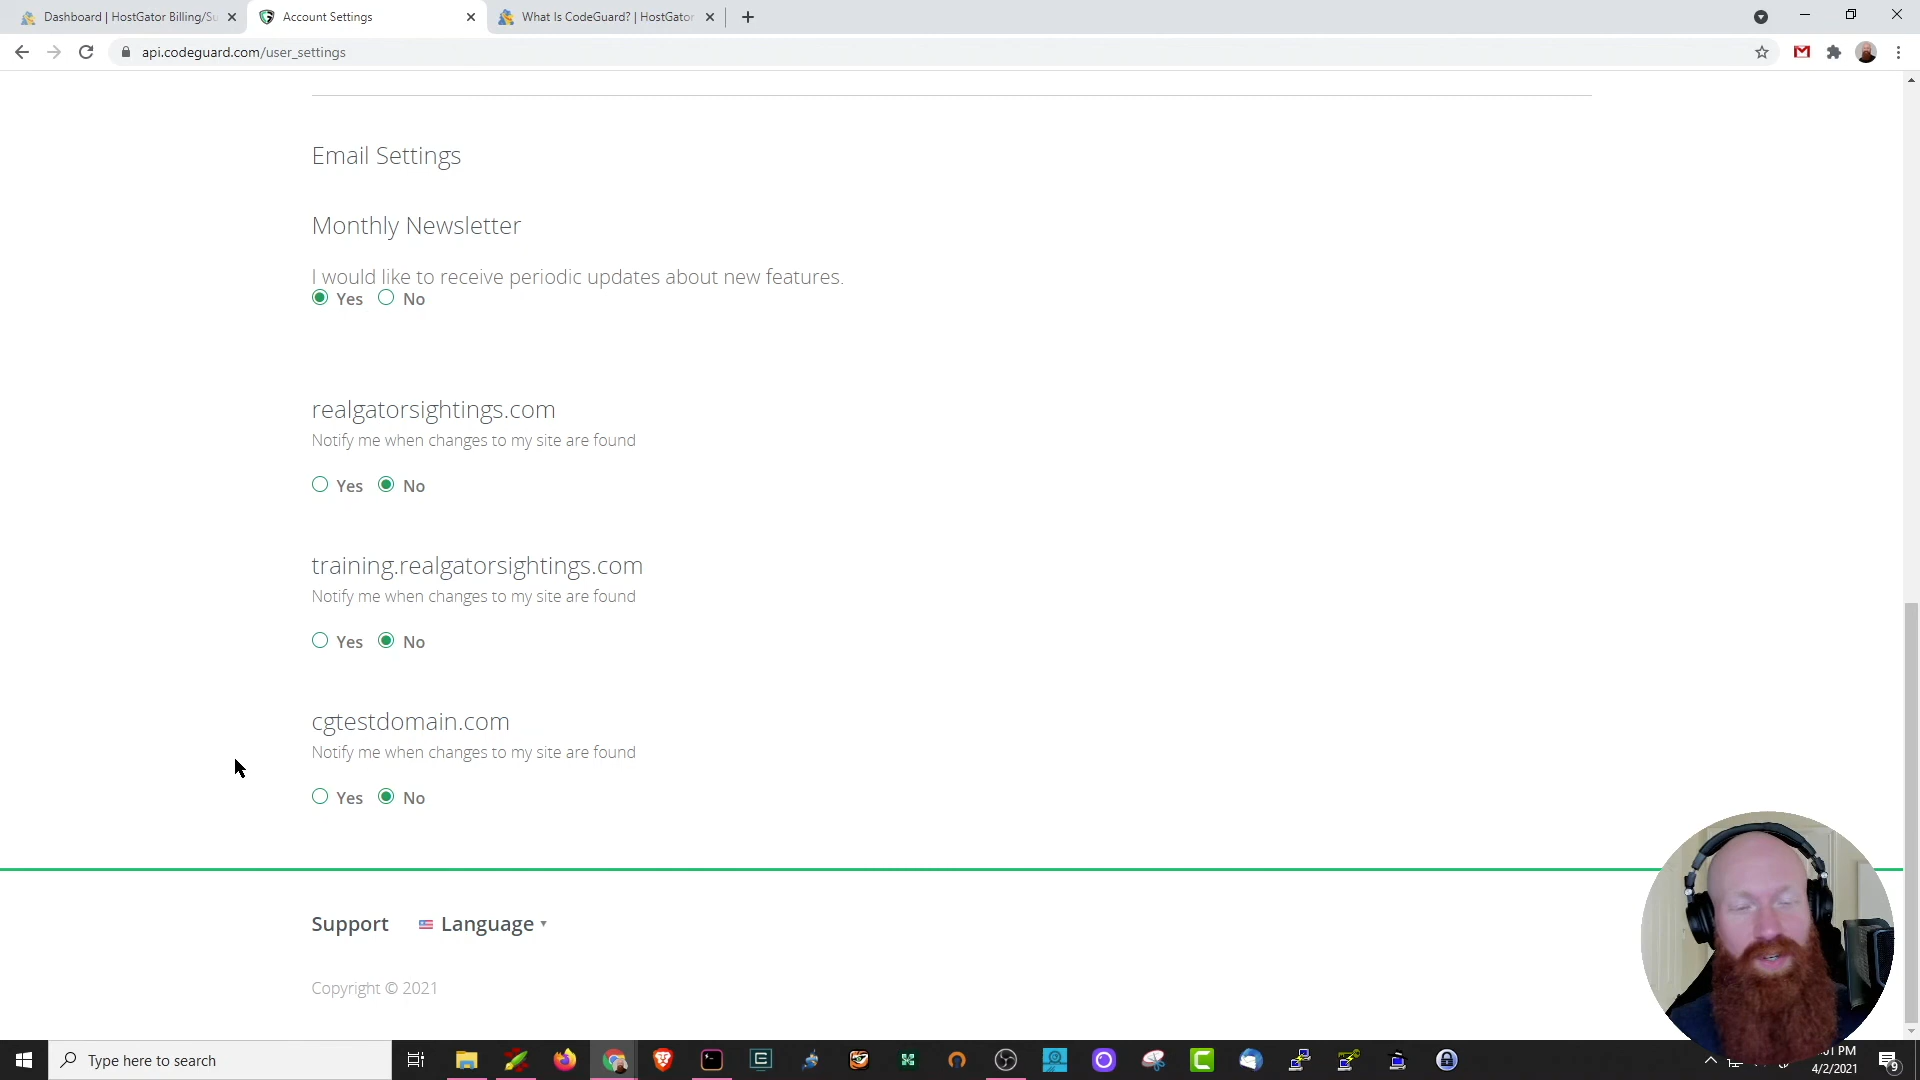 Dashboard | HostGator Billing/Su
Account Settings
What Is CodeGuard? | HostGator
api.codeguard.com/user_settings
Email Settings
Monthly Newsletter
I would like to receive periodic updates about new features.
Yes No
realgatorsightings.com
Notify me when changes to my site are found
Yes No
training.realgatorsightings.com
Notify me when changes to my site are found
Yes No
cgtestdomain.com
Notify me when changes to my site are found
Yes No
Support Language
Copyright © 2021
Type here to search
:01 PM
4/2/2021
9